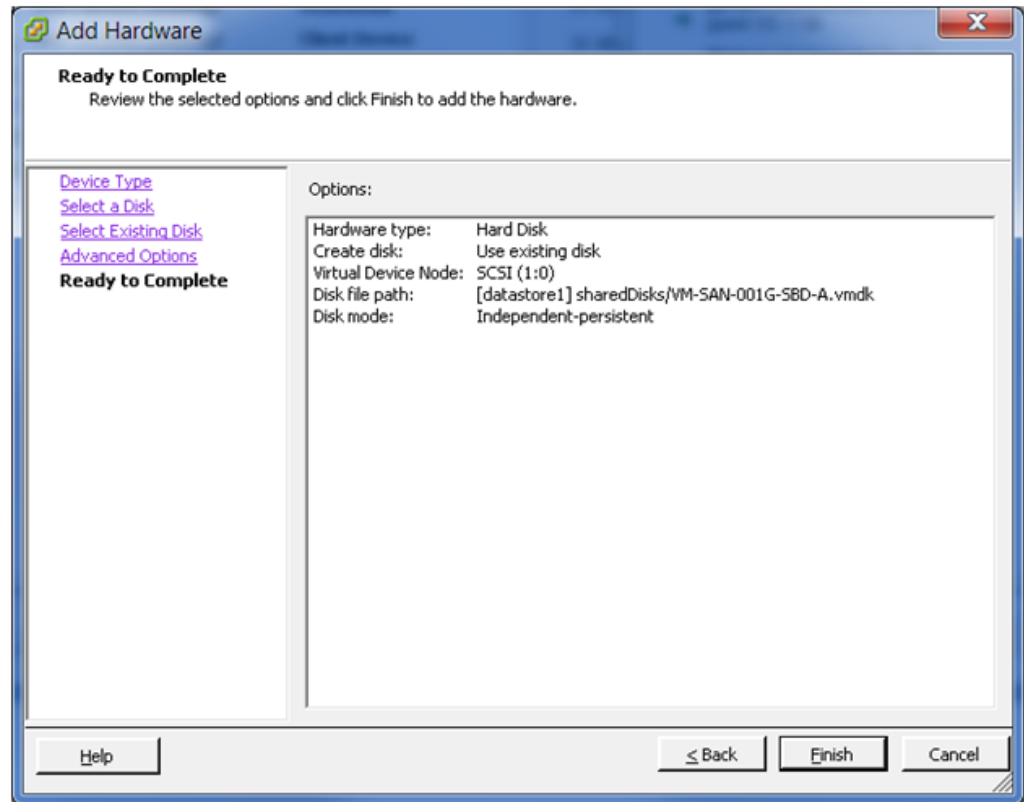 Add Hardware
Ready to Complete
Review the selected options and click Finish to add the hardware.
Device Type
Select a Disk
Select Existing Disk
Advanced Options
Ready to Complete
Options:
Hardware type: Hard Disk
Create disk: Use existing disk
Virtual Device Node: SCSI (1:0)
Disk file path: [datastore1] sharedDisks/VM-SAN-001G-SBD-A.vmdk
Disk mode: Independent-persistent
Help
< Back
Finish
Cancel